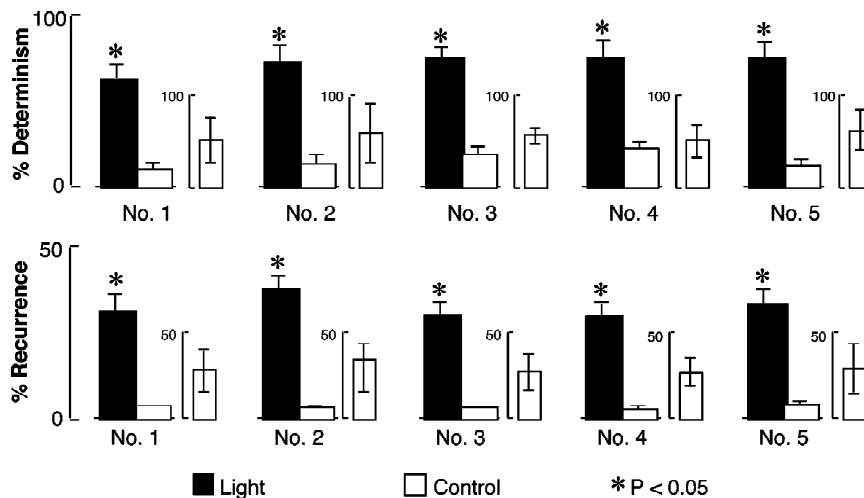 100
% Determinism
100 100 100 100 100
0
No. 1 No. 2 No. 3 No. 4 No. 5
* * * * *
50
% Recurrence
50 50 50 50 50
0
No. 1 No. 2 No. 3 No. 4 No. 5
* * * * *
Light Control * P < 0.05